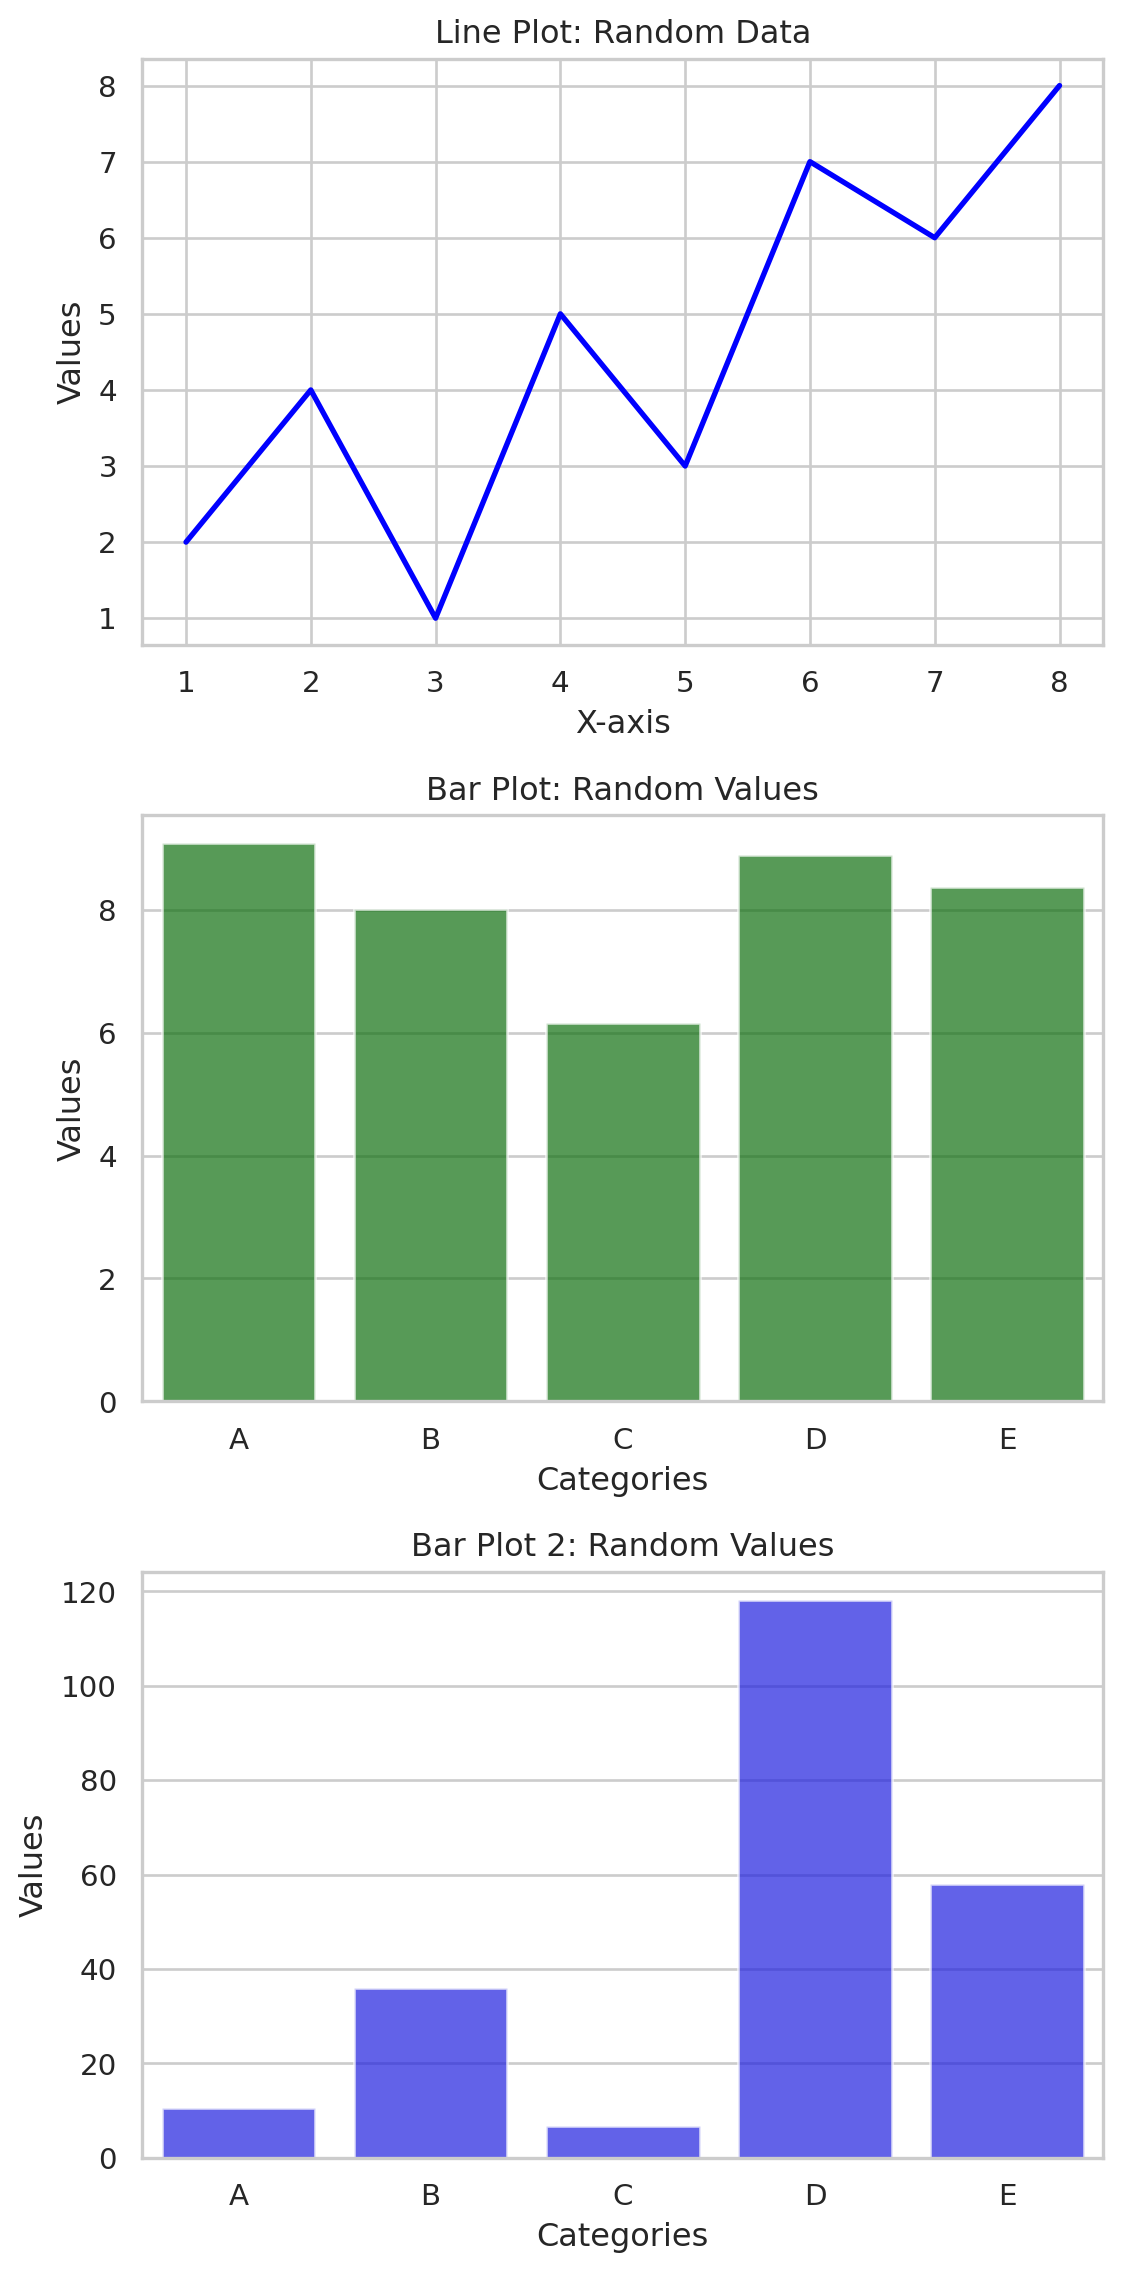 Line Plot: Random Data
8
7
6
5
4
3
2
1
Values
1 2 3 4 5 6 7 8
X-axis
Bar Plot: Random Values
8
6
4
2
0
Values
A B C D E
Categories
Bar Plot 2: Random Values
120
100
80
60
40
20
0
Values
A B C D E
Categories